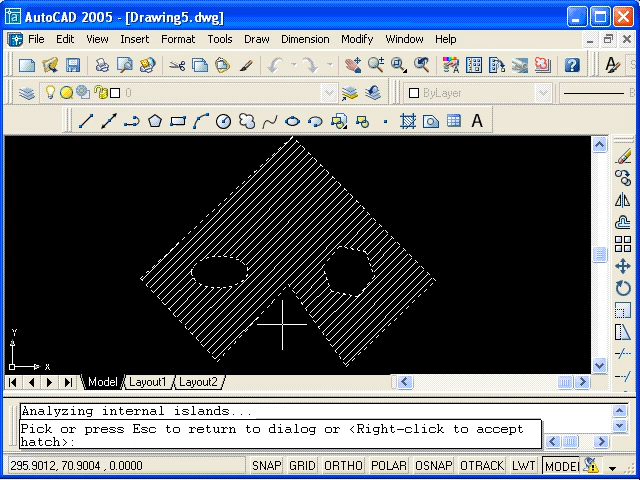 AutoCAD 2005 - [Drawing5.dwg]
File Edit View Insert Format Tools Draw Dimension Modify Window Help
0 ByLayer
A
Y
X
Model Layout1 Layout2
Analyzing internal islands...
Pick or press Esc to return to dialog or <Right-click to accept
hatch>:
295.9012, 70.9004 , 0.0000 SNAP GRID ORTHO POLAR OSNAP OTRACK LWT MODEL